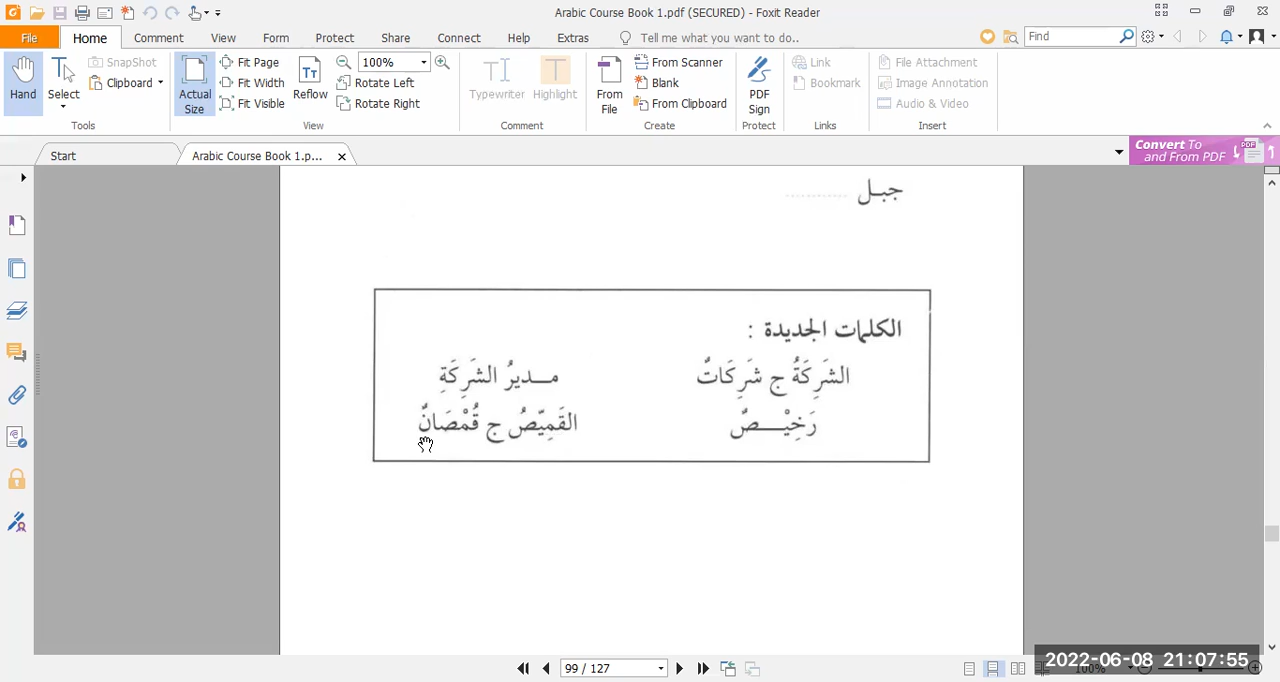 Arabic Course Book 1.pdf (SECURED) - Foxit Reader
File Home Comment View Form Protect Share Connect Help Extras Tell me what you want to do.. Find
Hand Select SnapShot Clipboard Actual Size Fit Page Fit Width Fit Visible Reflow 100% Rotate Left Rotate Right Typewriter Highlight From File From Scanner Blank From Clipboard PDF Sign Link Bookmark File Attachment Image Annotation Audio & Video
Tools View Comment Create Protect Links Insert
Start Arabic Course Book 1.p... Convert To and From PDF PDF
جبـل ..............
الكلمات الجديدة :
الشَرِكَةُ ج شَرِكَاتٌ مـــديرُ الشَرِكَةِ
رَخِيْـــصٌ القَمِيّصُ ج قُمْصَانٌ
99 / 127 100%
2022-06-08 21:07:55